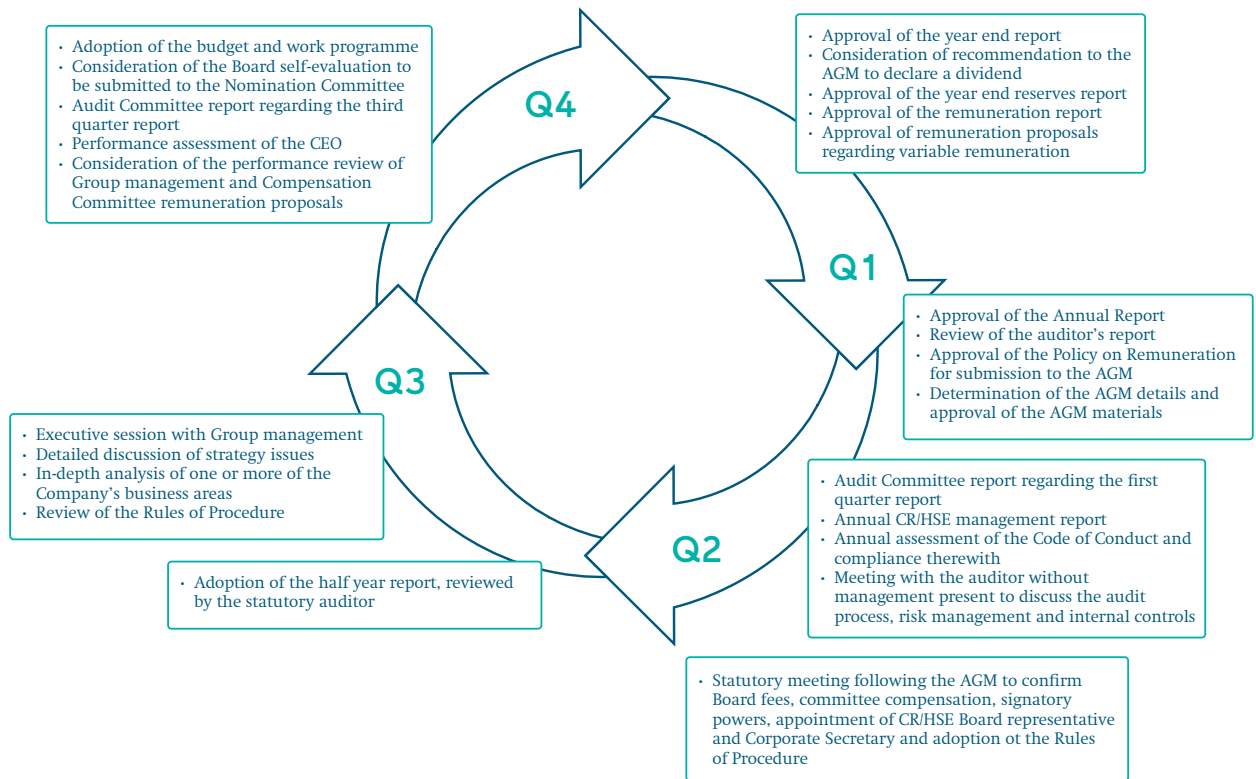 Q1
· Approval of the year end report
· Consideration of recommendation to the
AGM to declare a dividend
· Approval of the year end reserves report
· Approval of the remuneration report
· Approval of remuneration proposals
regarding variable remuneration
· Approval of the Annual Report
· Review of the auditor’s report
· Approval of the Policy on Remuneration
for submission to the AGM
· Determination of the AGM details and
approval of the AGM materials
Q2
· Audit Committee report regarding the first
quarter report
· Annual CR/HSE management report
· Annual assessment of the Code of Conduct and
compliance therewith
· Meeting with the auditor without
management present to discuss the audit
process, risk management and internal controls
· Statutory meeting following the AGM to confirm
Board fees, committee compensation, signatory
powers, appointment of CR/HSE Board representative
and Corporate Secretary and adoption ot the Rules
of Procedure
Q3
· Adoption of the half year report, reviewed
by the statutory auditor
· Executive session with Group management
· Detailed discussion of strategy issues
· In-depth analysis of one or more of the
Company’s business areas
· Review of the Rules of Procedure
Q4
· Adoption of the budget and work programme
· Consideration of the Board self-evaluation to
be submitted to the Nomination Committee
· Audit Committee report regarding the third
quarter report
· Performance assessment of the CEO
· Consideration of the performance review of
Group management and Compensation
Committee remuneration proposals